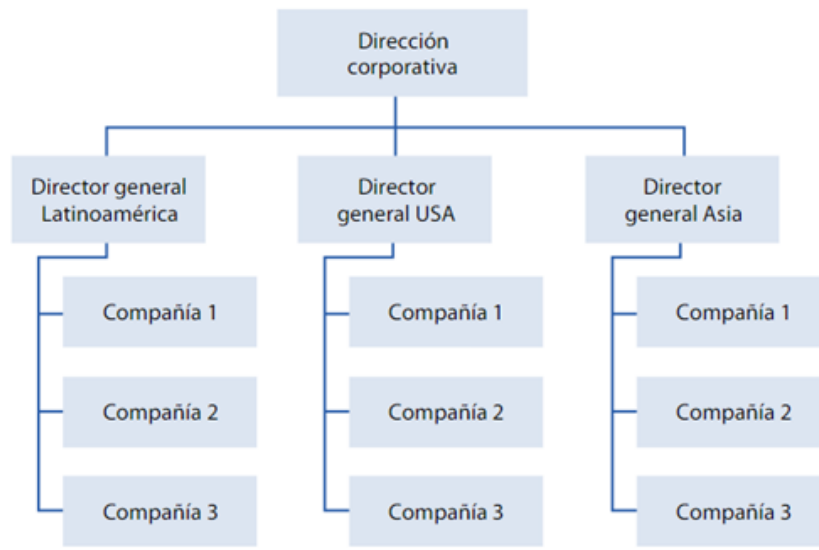 Dirección
corporativa
Director general
Latinoamérica
Director
general USA
Director
general Asia
Compañía 1
Compañía 1
Compañía 1
Compañía 2
Compañía 2
Compañía 2
Compañía 3
Compañía 3
Compañía 3